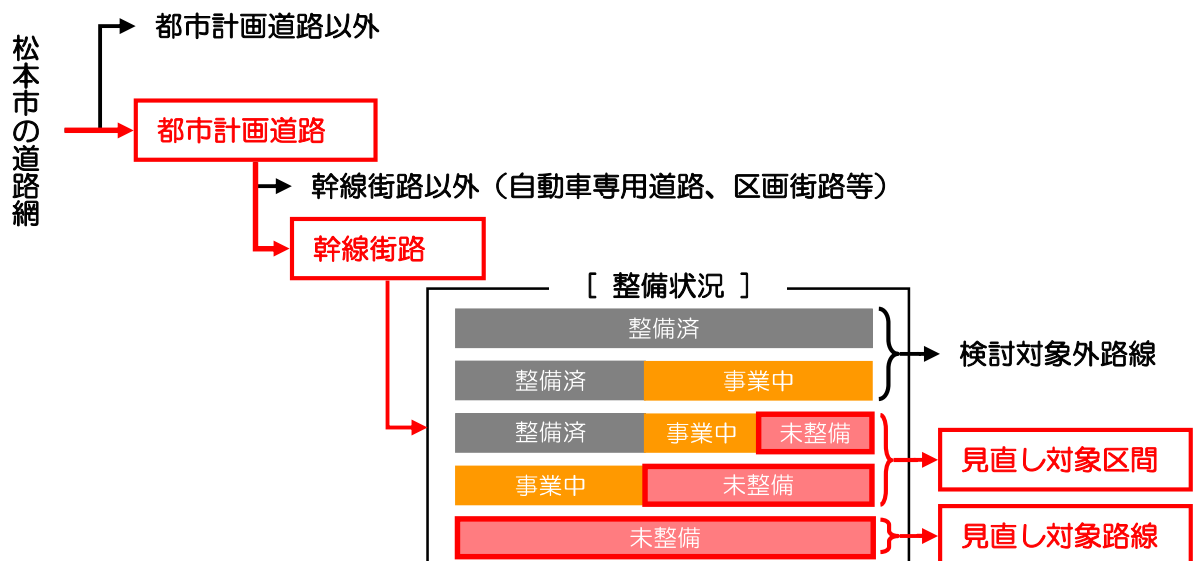 松本市の道路網
都市計画道路以外
都市計画道路
幹線街路以外（自動車専用道路、区画街路等）
幹線街路
［ 整備状況 ］
整備済
整備済 事業中
検討対象外路線
整備済 事業中 未整備
事業中 未整備
見直し対象区間
未整備
見直し対象路線